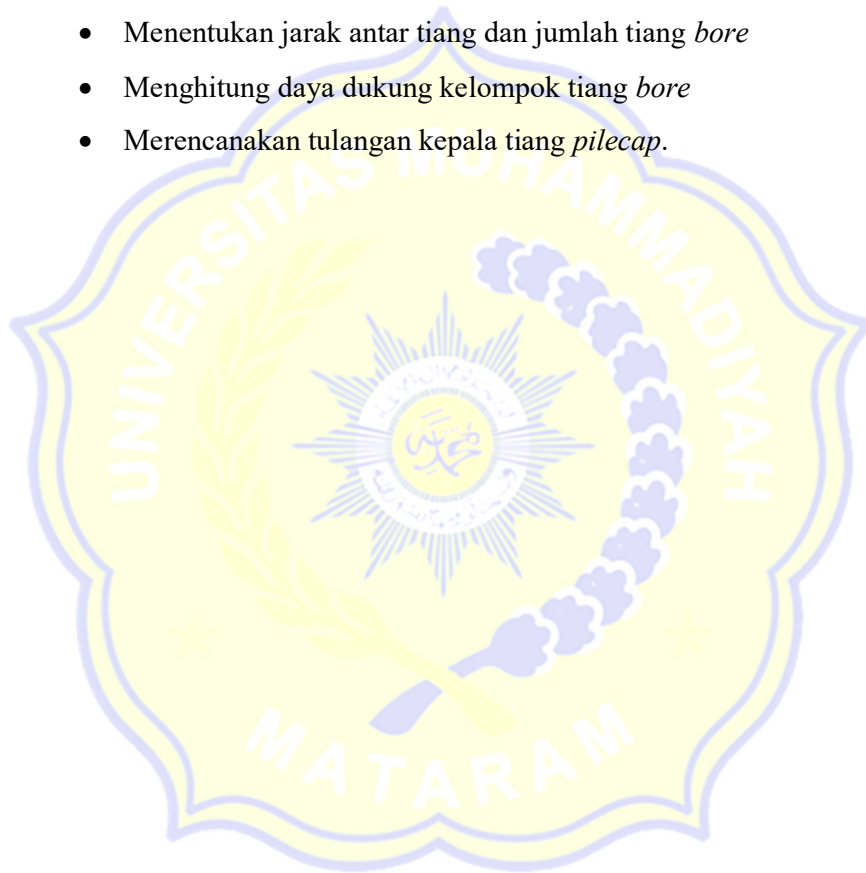 • Menentukan jarak antar tiang dan jumlah tiang bore
• Menghitung daya dukung kelompok tiang bore
• Merencanakan tulangan kepala tiang pilecap.
UNIVERSITAS MUHAMMADIYAH
MATARAM